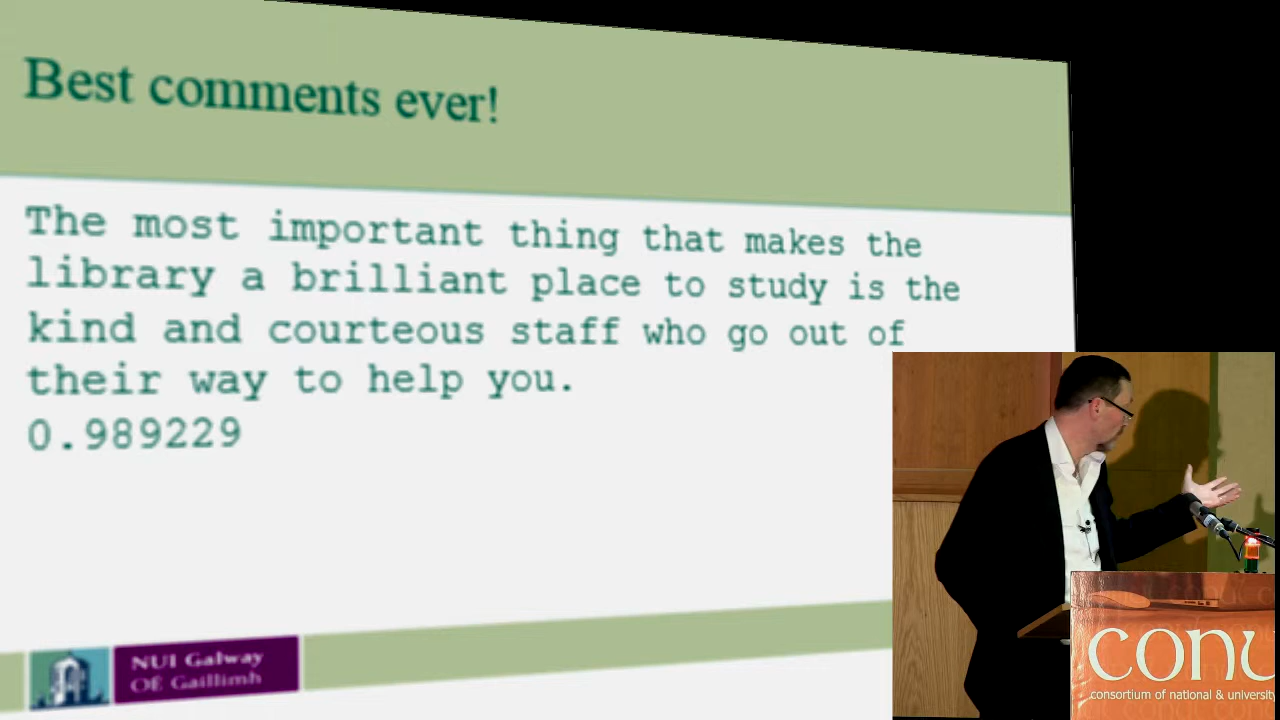 Best comments ever!
The most important thing that makes the
library a brilliant place to study is the
kind and courteous staff who go out of
their way to help you.
0.989229
NUI Galway
OÉ Gaillimh
conu
consortium of national & university